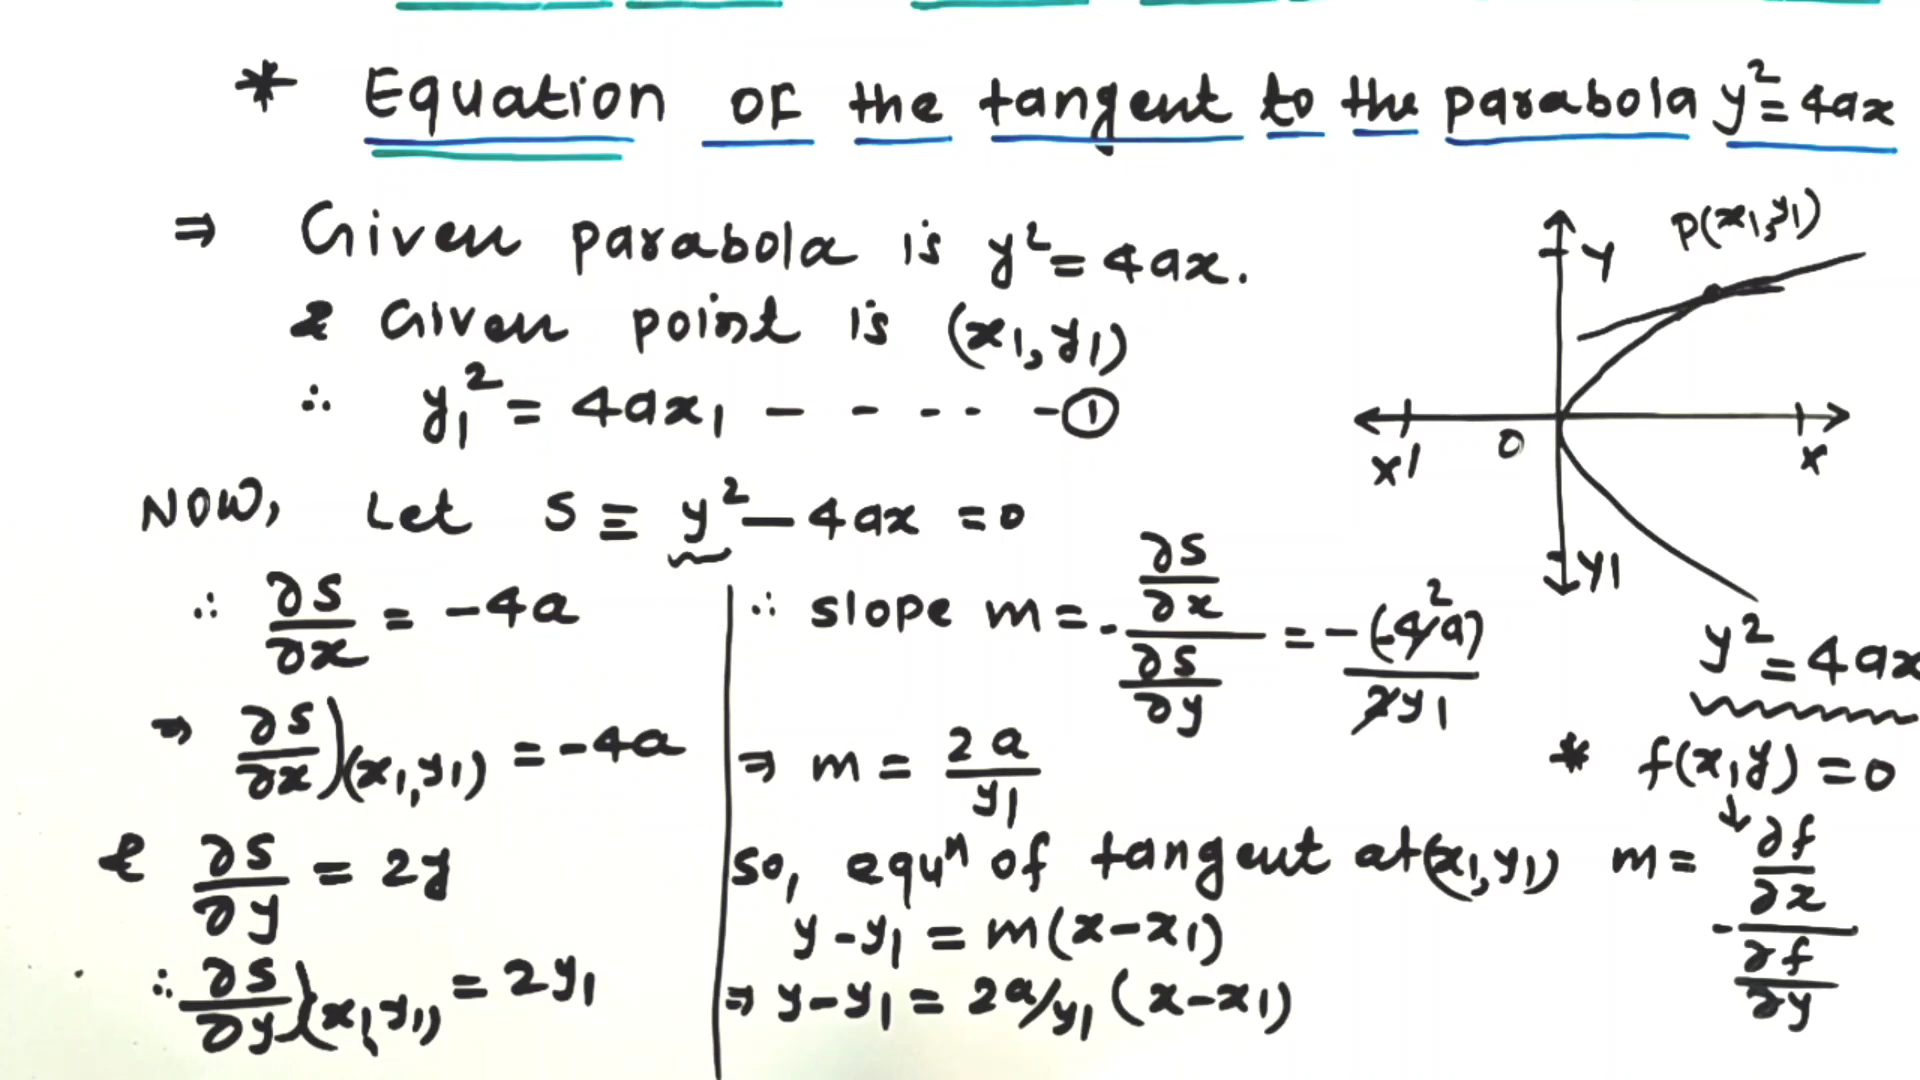 * Equation of the tangent to the parabola y²=4ax
⇒ Given parabola is y²=4ax.
& Given point is (x₁,y₁)
∴ y₁² = 4ax₁ - - - - - ①
NOW, Let S ≡ y² - 4ax = 0
∴ ∂S/∂x = -4a
⇒ ∂S/∂x)(x₁,y₁) = -4a
& ∂S/∂y = 2y
∴ ∂S/∂y)(x₁,y₁) = 2y₁
∴ slope m = - (∂S/∂x)/(∂S/∂y) = -(-4a)/2y₁ 2
⇒ m = 2a/y₁
So, equⁿ of tangent at (x₁,y₁)
y-y₁ = m(x-x₁)
⇒ y-y₁ = 2a/y₁ (x-x₁)
P(x₁,y₁)
Y
X'
O
X
Y'
y²=4ax
* f(x,y) = 0
↓
m = - (∂f/∂x)/(∂f/∂y)